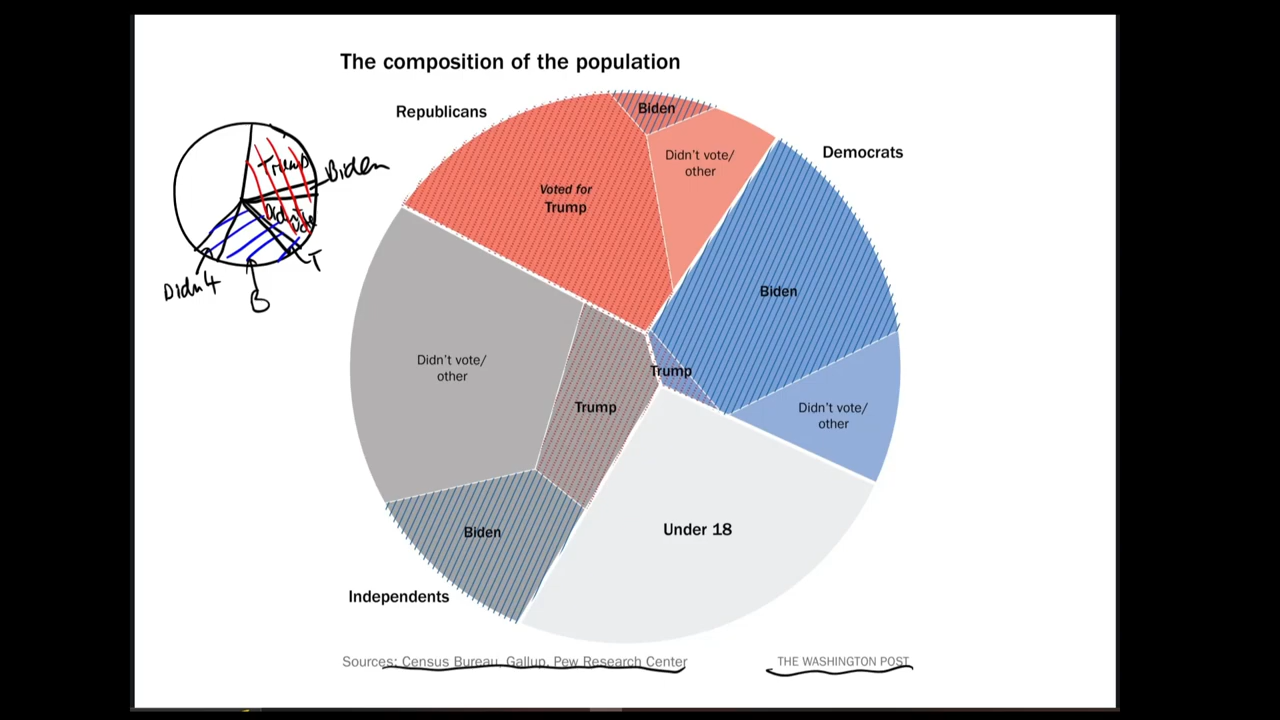 The composition of the population
Republicans
Biden
Democrats
Didn't vote/
other
Voted for
Trump
Biden
Didn't vote/
other
Trump
Trump
Didn't vote/
other
Biden
Under 18
Independents
Sources: Census Bureau, Gallup, Pew Research Center
THE WASHINGTON POST
Trump
Biden
Didn't
vote
T
B
Didn't